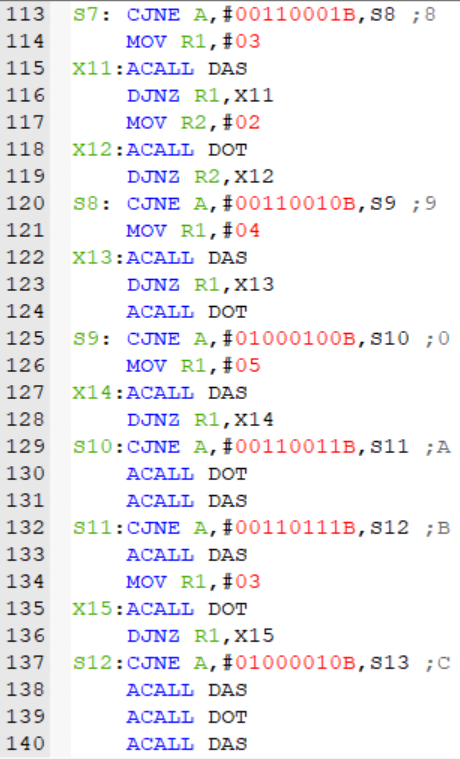 113 S7: CJNE A,#00110001B,S8 ;8
114 MOV R1,#03
115 X11:ACALL DAS
116 DJNZ R1,X11
117 MOV R2,#02
118 X12:ACALL DOT
119 DJNZ R2,X12
120 S8: CJNE A,#00110010B,S9 ;9
121 MOV R1,#04
122 X13:ACALL DAS
123 DJNZ R1,X13
124 ACALL DOT
125 S9: CJNE A,#01000100B,S10 ;0
126 MOV R1,#05
127 X14:ACALL DAS
128 DJNZ R1,X14
129 S10:CJNE A,#00110011B,S11 ;A
130 ACALL DOT
131 ACALL DAS
132 S11:CJNE A,#00110111B,S12 ;B
133 ACALL DAS
134 MOV R1,#03
135 X15:ACALL DOT
136 DJNZ R1,X15
137 S12:CJNE A,#01000010B,S13 ;C
138 ACALL DAS
139 ACALL DOT
140 ACALL DAS